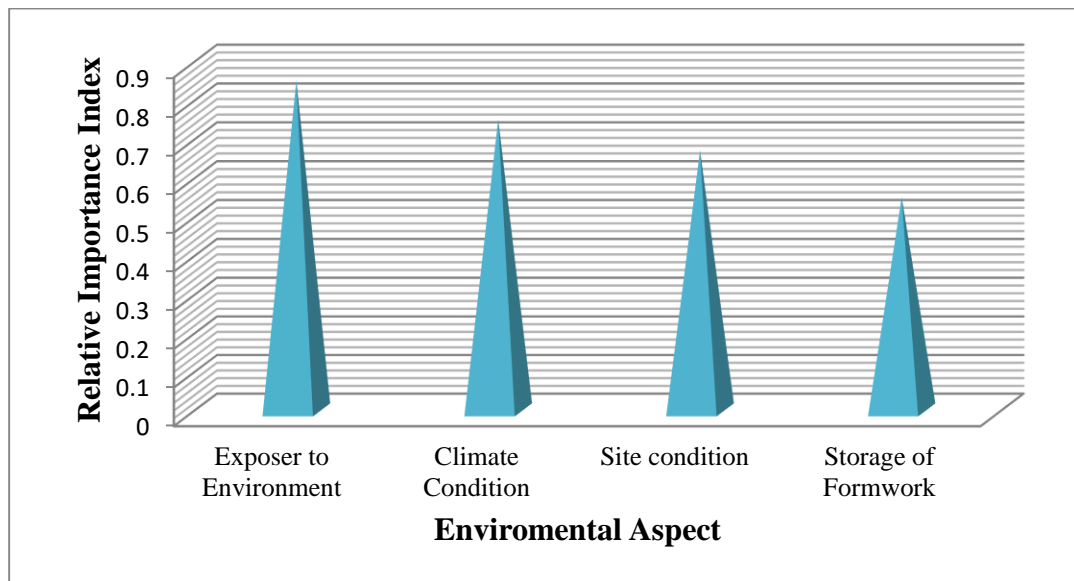 Relative Importance Index
0.9
0.8
0.7
0.6
0.5
0.4
0.3
0.2
0.1
0
Exposer to
Environment
Climate
Condition
Site condition
Storage of
Formwork
Enviromental Aspect